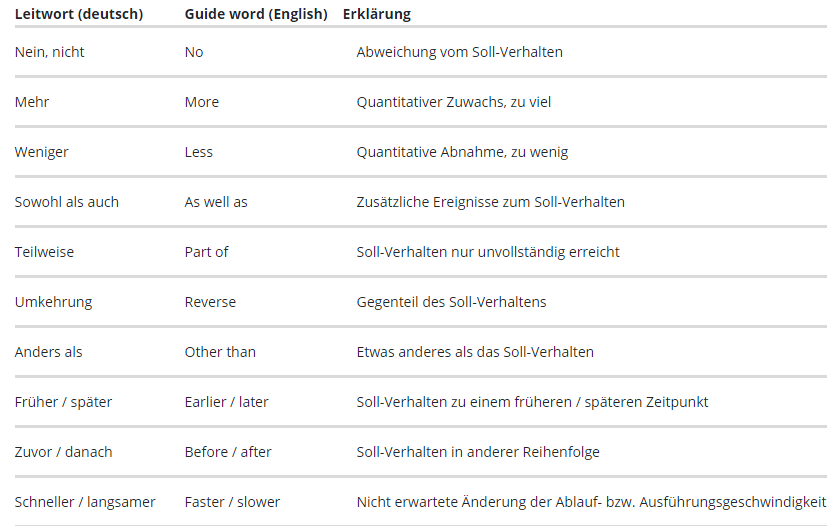 Leitwort (deutsch) Guide word (English) Erklärung
Nein, nicht No Abweichung vom Soll-Verhalten
Mehr More Quantitativer Zuwachs, zu viel
Weniger Less Quantitative Abnahme, zu wenig
Sowohl als auch As well as Zusätzliche Ereignisse zum Soll-Verhalten
Teilweise Part of Soll-Verhalten nur unvollständig erreicht
Umkehrung Reverse Gegenteil des Soll-Verhaltens
Anders als Other than Etwas anderes als das Soll-Verhalten
Früher / später Earlier / later Soll-Verhalten zu einem früheren / späteren Zeitpunkt
Zuvor / danach Before / after Soll-Verhalten in anderer Reihenfolge
Schneller / langsamer Faster / slower Nicht erwartete Änderung der Ablauf- bzw. Ausführungsgeschwindigkeit